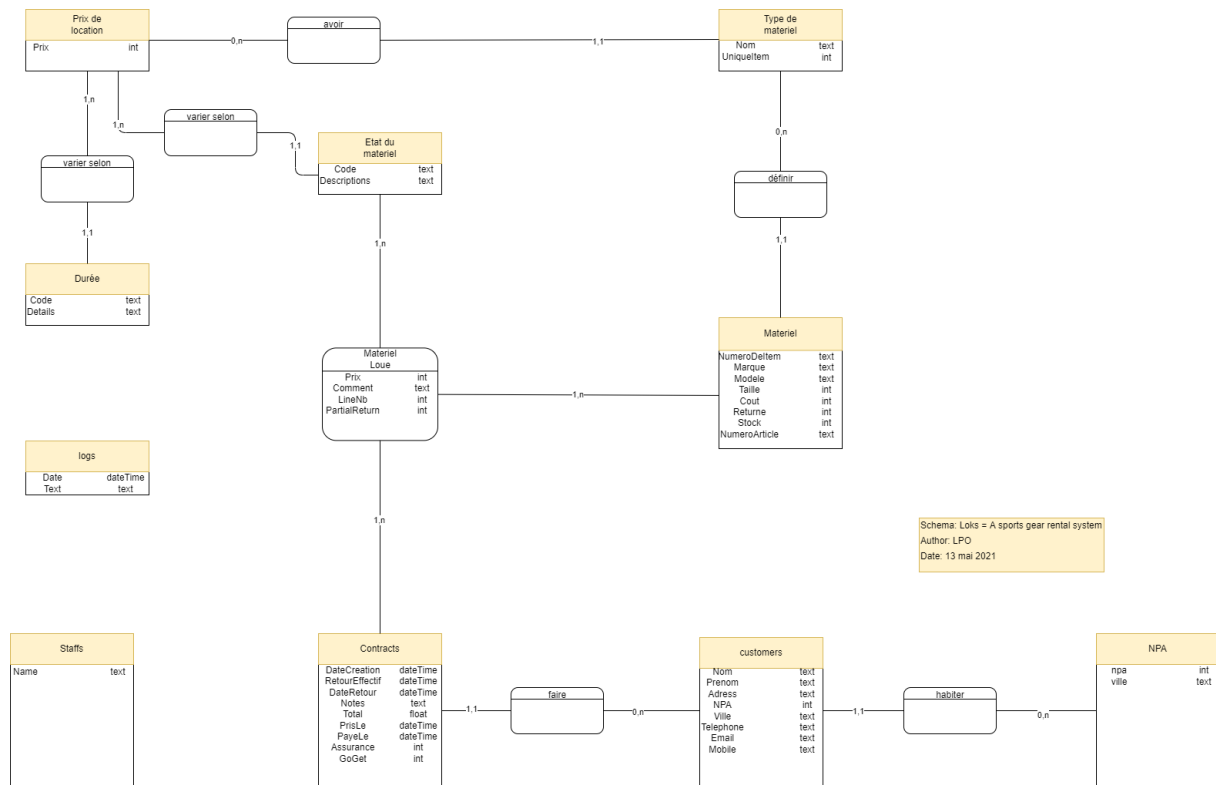 Prix de
location
Prix int
avoir
0,n
1,1
Type de
materiel
Nom text
UniqueItem int
1,n
1,n
varier selon
1,1
Etat du
materiel
Code text
Descriptions text
0,n
varier selon
définir
1,1
1,n
1,1
Durée
Code text
Details text
Materiel
NumeroDeItem text
Marque text
Modele text
Taille int
Cout int
Returne int
Stock int
NumeroArticle text
Materiel
Loue
Prix int
Comment text
LineNb int
PartialReturn int
1,n
logs
Date dateTime
Text text
1,n
Schema: Loks = A sports gear rental system
Author: LPO
Date: 13 mai 2021
Staffs
Name text
Contracts
DateCreation dateTime
RetourEffectif dateTime
DateRetour dateTime
Notes text
Total float
PrisLe dateTime
PayeLe dateTime
Assurance int
GoGet int
1,1
faire
0,n
customers
Nom text
Prenom text
Adress text
NPA int
Ville text
Telephone text
Email text
Mobile text
1,1
habiter
0,n
NPA
npa int
ville text